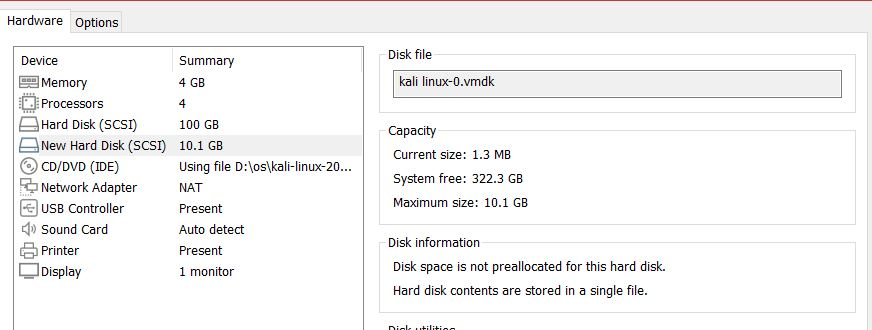 Hardware
Options
Device Summary
Memory 4 GB
Processors 4
Hard Disk (SCSI) 100 GB
New Hard Disk (SCSI) 10.1 GB
CD/DVD (IDE) Using file D:\os\kali-linux-20...
Network Adapter NAT
USB Controller Present
Sound Card Auto detect
Printer Present
Display 1 monitor
Disk file
kali linux-0.vmdk
Capacity
Current size: 1.3 MB
System free: 322.3 GB
Maximum size: 10.1 GB
Disk information
Disk space is not preallocated for this hard disk.
Hard disk contents are stored in a single file.
Disk utilities